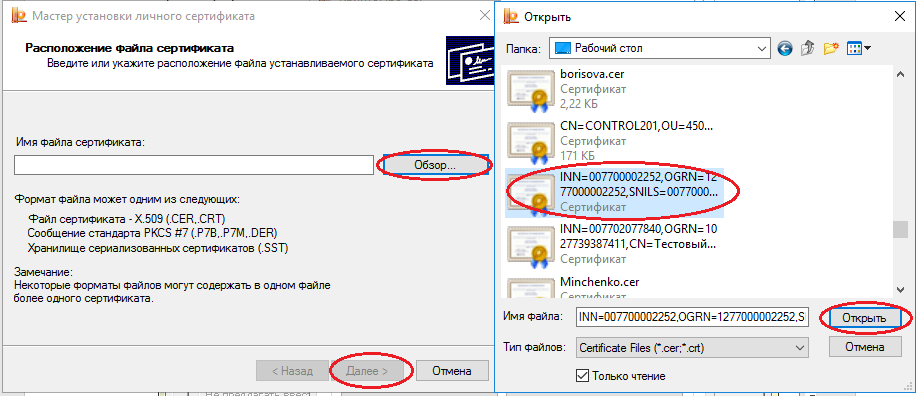 Мастер установки личного сертификата
Расположение файла сертификата
Введите или укажите расположение файла устанавливаемого сертификата
Имя файла сертификата:
Обзор...
Формат файла может одним из следующих:
Файл сертификат - X.509 (.CER,.CRT)
Сообщение стандарта PKCS #7 (.P7B,.P7M,.DER)
Хранилище сериализованных сертификатов (.SST)
Замечание:
Некоторые форматы файлов могут содержать в одном файле
более одного сертификата.
< Назад
Далее >
Отмена
Открыть
Папка:
Рабочий стол
borisova.cer
Сертификат
2,22 КБ
CN=CONTROL201,OU=450...
Сертификат
171 КБ
INN=007700002252,OGRN=12
77000002252,SNILS=0077000...
Сертификат
INN=007702077840,OGRN=10
27739387411,CN=Тестовый...
Сертификат
Minchenko.cer
Имя файла:
INN=007700002252,OGRN=1277000002252,S
Открыть
Тип файлов:
Certificate Files (*.cer;*.crt)
Отмена
Только чтение